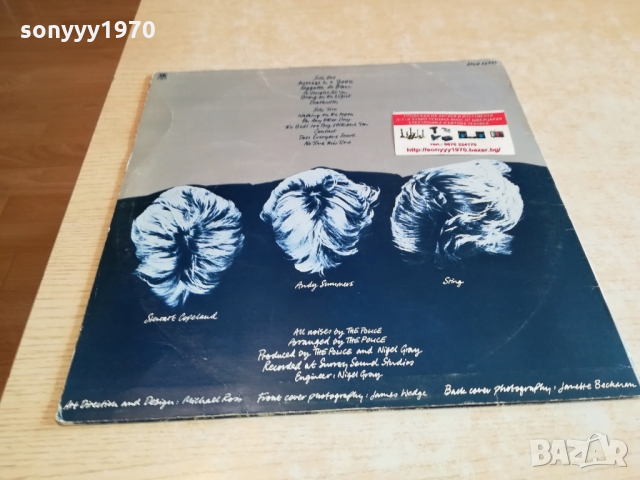 sonyyy1970
Side One
Message in a Bottle
Reggatta de Blanc
It's Alright for You
Bring on the Night
Deathwish
Side Two
Walking on the Moon
On Any Other Day
The Bed's too Big Without You
Contact
Does Everyone Stare
No Time this Time
http://sonyyy1970.bazar.bg/
Stewart Copeland
Andy Summers
Sting
All noises by THE POLICE
Arranged by THE POLICE
Produced by THE POLICE and Nigel Gray
Recorded at Surrey Sound Studios
Engineer: Nigel Gray
Art Direction and Design: Michael Ross Front cover photography: James Wedge Back cover photography: Janette Beckman
sonyyy1970
bazar